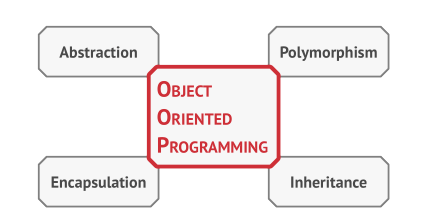 Abstraction
Polymorphism
OBJECT
ORIENTED
PROGRAMMING
Encapsulation
Inheritance